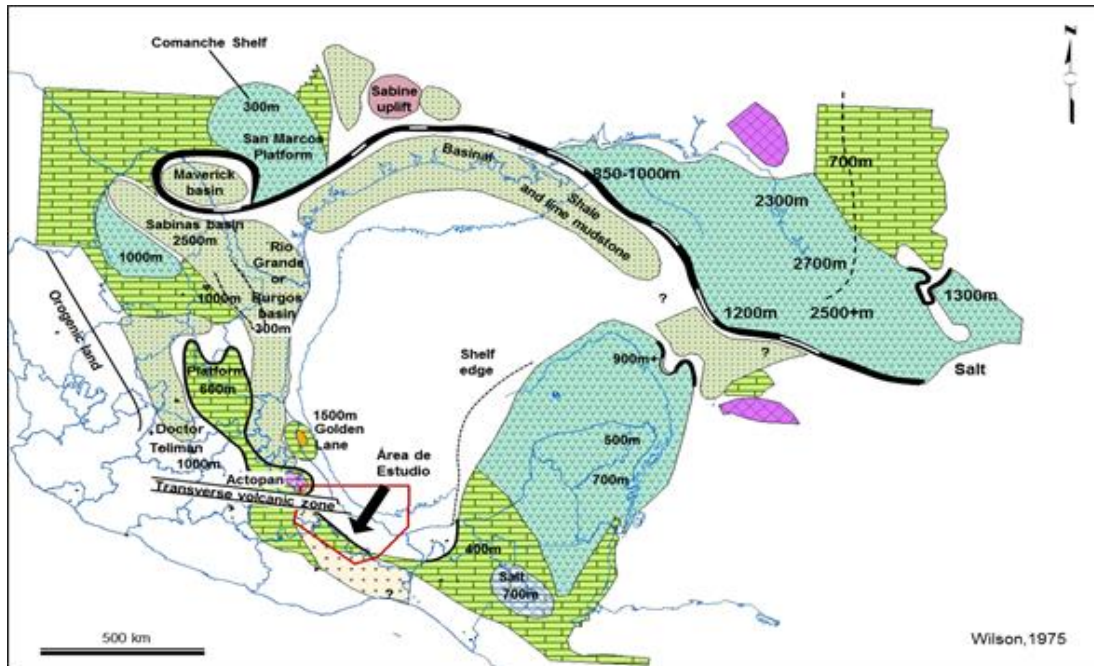 Comanche Shelf
300m
San Marcos
Platform
Sabine
uplift
Maverick
basin
Sabinas basin
2500m
1000m
Rio
Grande
or
Burgos
basin
300m
1000m
Basinal
Shale
and lime mudstone
850-1000m
2300m
700m
2700m
2500+m
1200m
1300m
Salt
?
?
900m+
Shelf
edge
500m
700m
Orogenic land
Platform
660m
Doctor
Toliman
1000m
1500m
Golden
Lane
Actopan
Transverse volcanic zone
Área de
Estudio
400m
Salt
700m
?
500 km
Wilson,1975
z